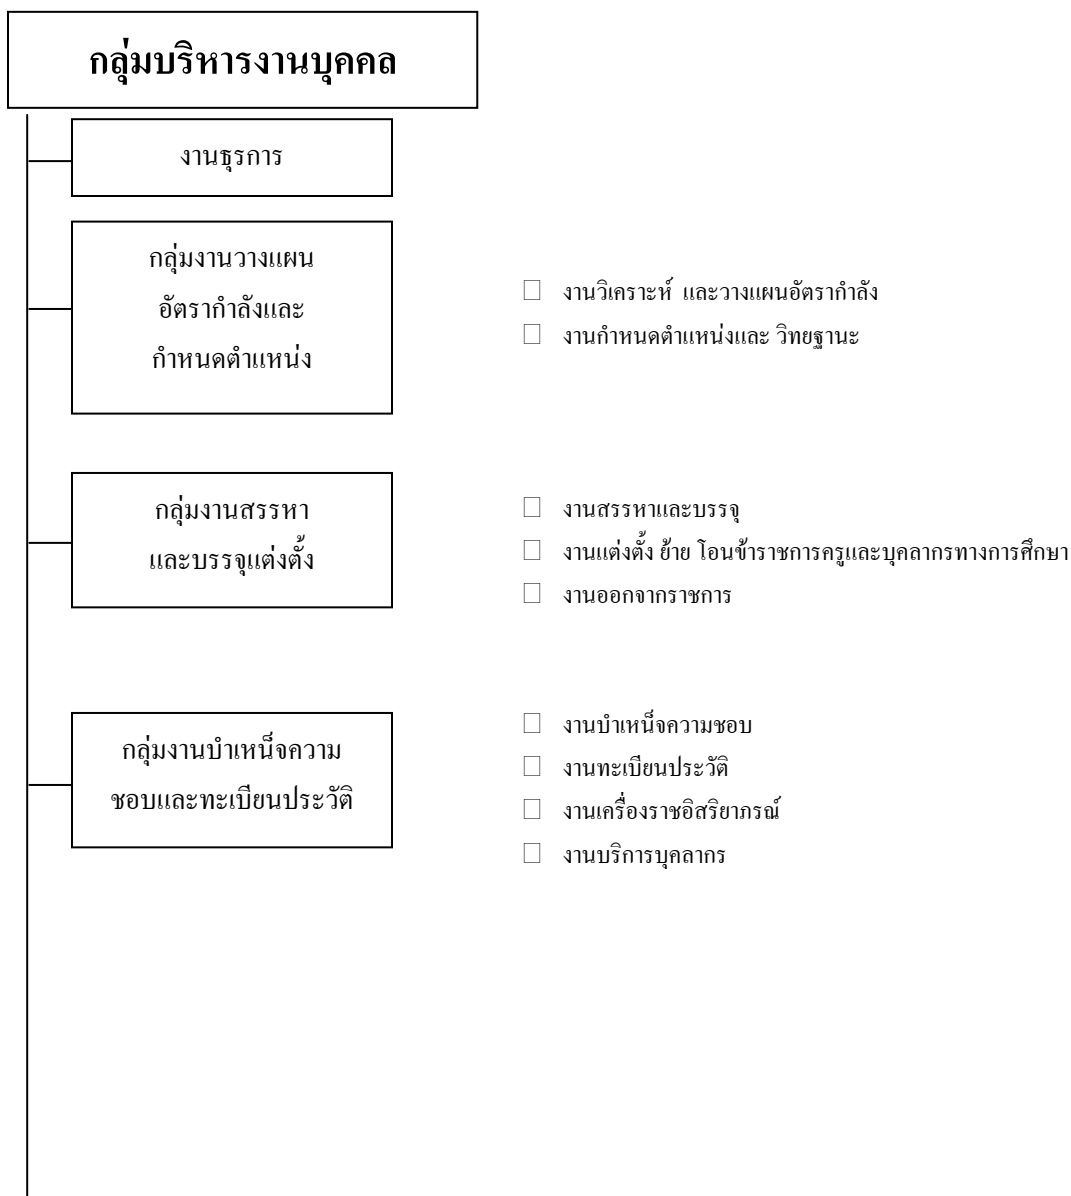 กลุ่มบริหารงานบุคคล
งานธุรการ
กลุ่มงานวางแผน
อัตรากำลังและ
กำหนดตำแหน่ง
งานวิเคราะห์ และวางแผนอัตรากำลัง
งานกำหนดตำแหน่งและ วิทยฐานะ
กลุ่มงานสรรหา
และบรรจุแต่งตั้ง
งานสรรหาและบรรจุ
งานแต่งตั้ง ย้าย โอนข้าราชการครูและบุคลากรทางการศึกษา
งานออกจากราชการ
กลุ่มงานบำเหน็จความ
ชอบและทะเบียนประวัติ
งานบำเหน็จความชอบ
งานทะเบียนประวัติ
งานเครื่องราชอิสริยาภรณ์
งานบริการบุคลากร